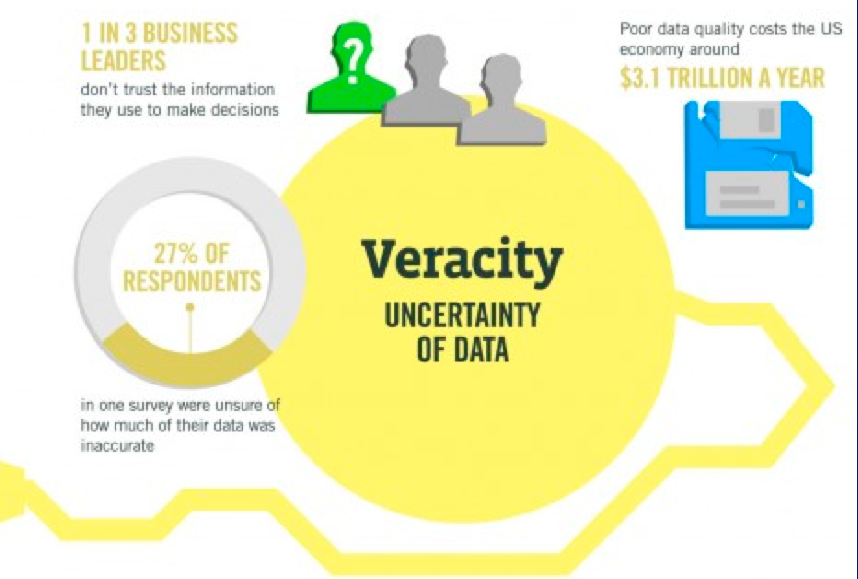 1 IN 3 BUSINESS
LEADERS
don't trust the information
they use to make decisions
?
Poor data quality costs the US
economy around
$3.1 TRILLION A YEAR
27% OF
RESPONDENTS
in one survey were unsure of
how much of their data was
inaccurate
Veracity
UNCERTAINTY
OF DATA